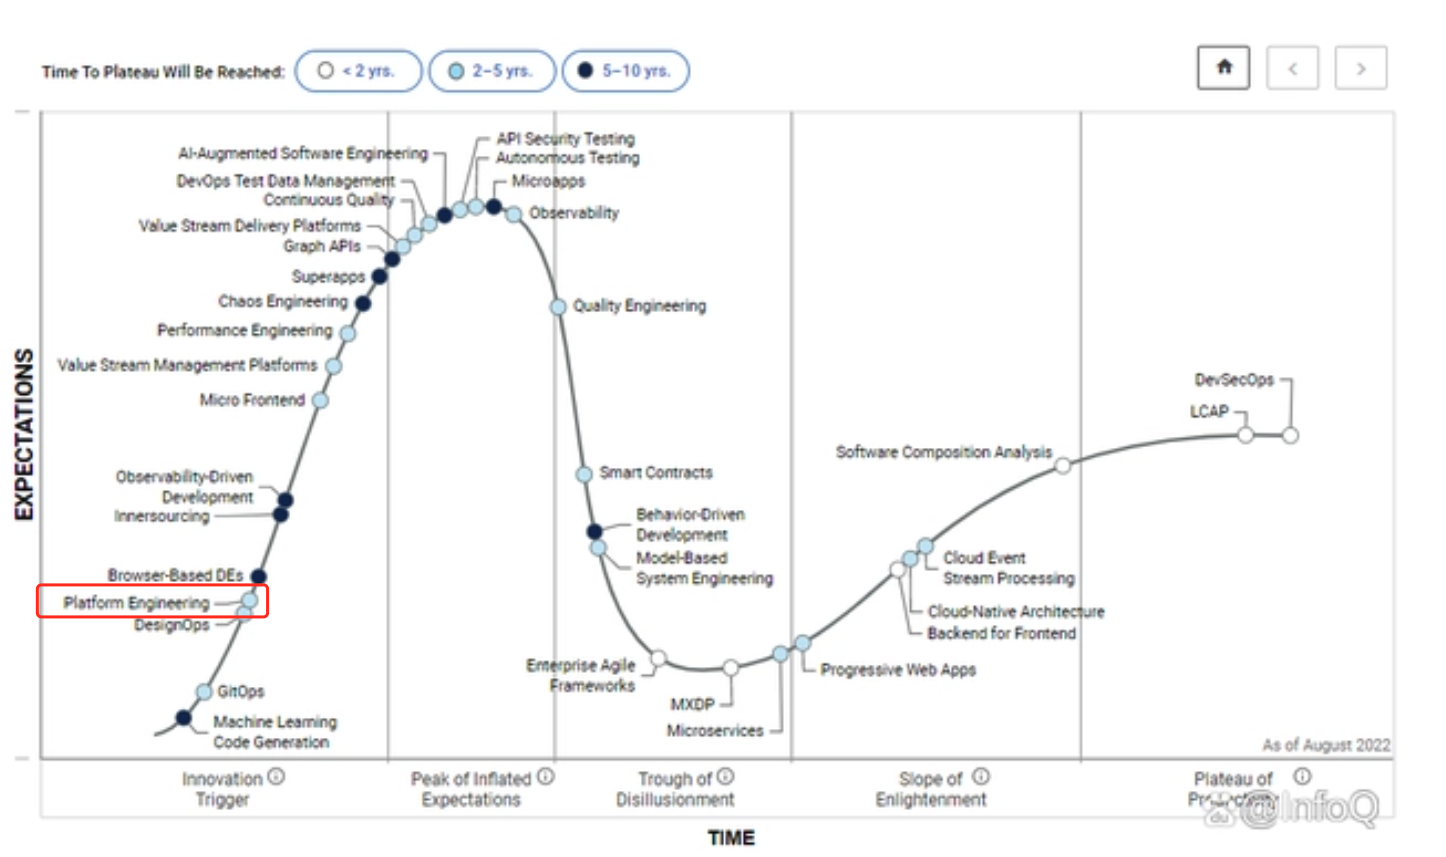 Time To Plateau Will Be Reached:
< 2 yrs.
2–5 yrs.
5–10 yrs.
<
>
EXPECTATIONS
API Security Testing
AI-Augmented Software Engineering
Autonomous Testing
DevOps Test Data Management
Microapps
Continuous Quality
Observability
Value Stream Delivery Platforms
Graph APIs
Superapps
Chaos Engineering
Quality Engineering
Performance Engineering
Value Stream Management Platforms
Micro Frontend
DevSecOps
LCAP
Software Composition Analysis
Observability-Driven
Development
Innersourcing
Smart Contracts
Behavior-Driven
Development
Model-Based
System Engineering
Cloud Event
Stream Processing
Browser-Based DEs
Platform Engineering
DesignOps
Cloud-Native Architecture
Backend for Frontend
Enterprise Agile
Frameworks
Progressive Web Apps
GitOps
MXDP
Machine Learning
Code Generation
Microservices
As of August 2022
Innovation
Trigger
Peak of Inflated
Expectations
Trough of
Disillusionment
Slope of
Enlightenment
Plateau of
Productivity
@InfoQ
TIME